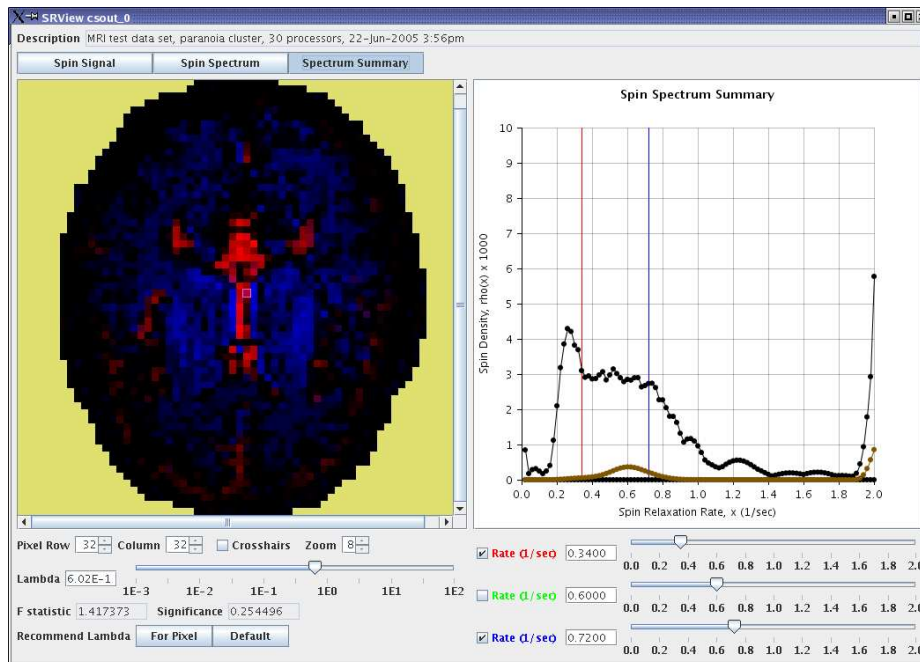 SRView csout_0
Description MRI test data set, paranoia cluster, 30 processors, 22-Jun-2005 3:56pm
Spin Signal Spin Spectrum Spectrum Summary
Spin Spectrum Summary
10
9
8
7
6
5
4
3
2
1
0
Spin Density, rho(x) x 1000
0.0 0.2 0.4 0.6 0.8 1.0 1.2 1.4 1.6 1.8 2.0
Spin Relaxation Rate, x (1/sec)
Pixel Row 32 Column 32 Crosshairs Zoom 8
Lambda 6.02E-1
1E-3 1E-2 1E-1 1E0 1E1 1E2
F statistic 1.417373 Significance 0.254496
Recommend Lambda For Pixel Default
Rate (1/sec) 0.3400
0.0 0.2 0.4 0.6 0.8 1.0 1.2 1.4 1.6 1.8 2.0
Rate (1/sec) 0.6000
0.0 0.2 0.4 0.6 0.8 1.0 1.2 1.4 1.6 1.8 2.0
Rate (1/sec) 0.7200
0.0 0.2 0.4 0.6 0.8 1.0 1.2 1.4 1.6 1.8 2.0